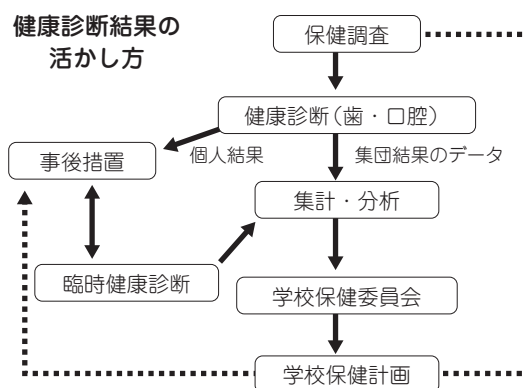 健康診断結果の
活かし方
保健調査
健康診断（歯・口腔）
個人結果
集団結果のデータ
事後措置
集計・分析
臨時健康診断
学校保健委員会
学校保健計画